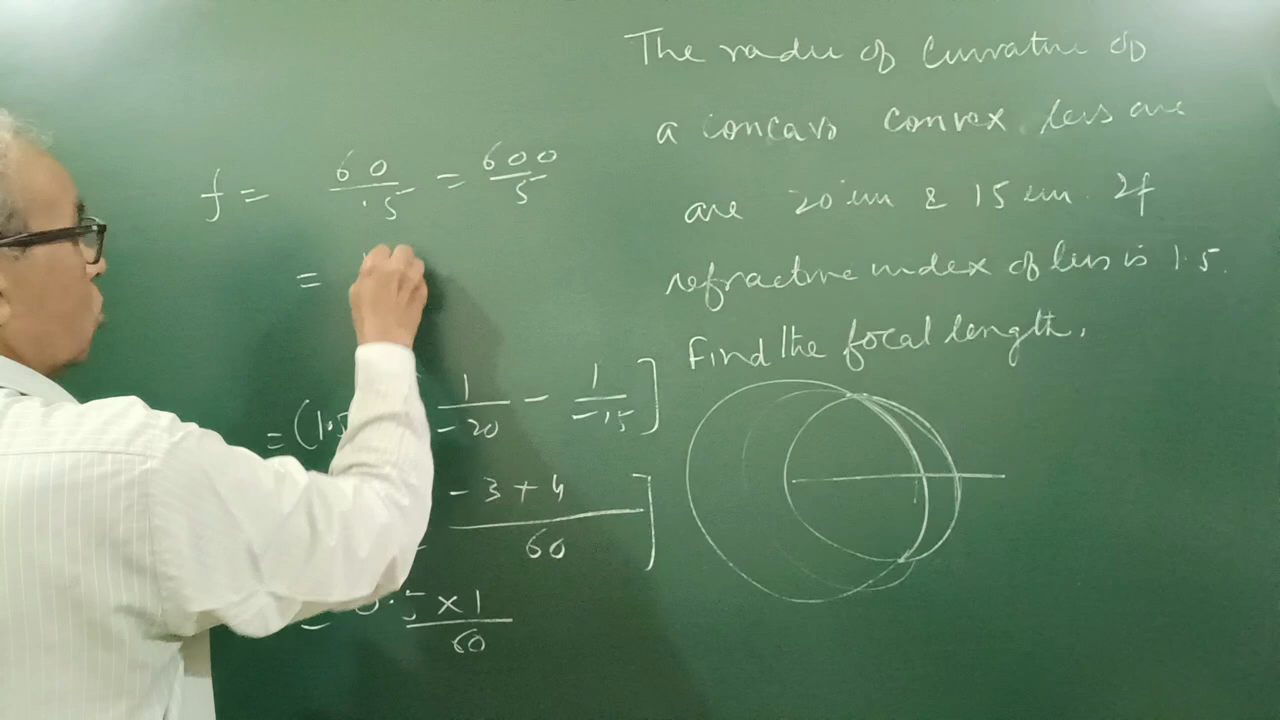 The radii of Curvature of
a concavo convex lens are
are 20 cm & 15 cm. If
refractive index of lens is 1.5.
Find the focal length.
f = 60/.5 = 600/5
=
= (1.5 1/-20 - 1/-15]
-3 + 4/60]
= 0.5 × 1/60